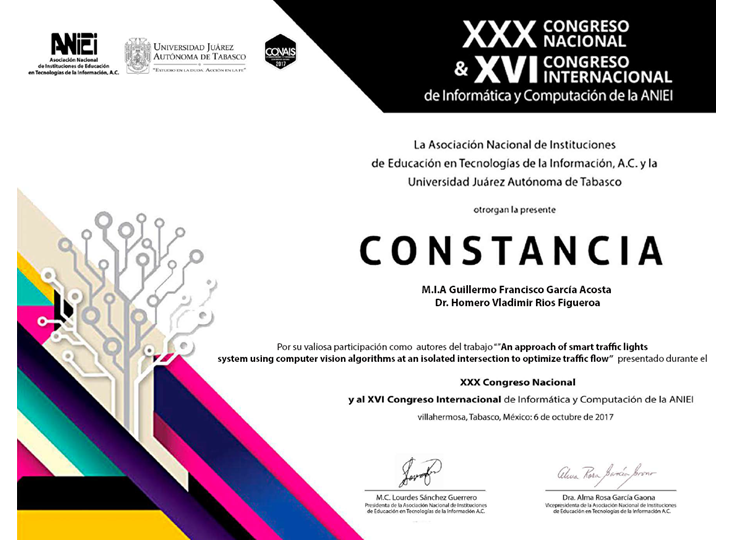 ANIEI
Asociación Nacional
de Instituciones de Educación
en Tecnologías de la Información, A.C.
UNIVERSIDAD JUÁREZ
AUTÓNOMA DE TABASCO
"ESTUDIO EN LA DUDA. ACCIÓN EN LA FE"
CONAIS
2017
XXX CONGRESO
NACIONAL
& XVI CONGRESO
INTERNACIONAL
de Informática y Computación de la ANIEI
La Asociación Nacional de Instituciones
de Educación en Tecnologías de la Información, A.C. y la
Universidad Juárez Autónoma de Tabasco
otrorgan la presente
CONSTANCIA
M.I.A Guillermo Francisco García Acosta
Dr. Homero Vladimir Rios Figueroa
Por su valiosa participación como autores del trabajo ""An approach of smart traffic lights
system using computer vision algorithms at an isolated intersection to optimize traffic flow" presentado durante el
XXX Congreso Nacional
y al XVI Congreso Internacional de Informática y Computación de la ANIEI
villahermosa, Tabasco, México: 6 de octubre de 2017
M.C. Lourdes Sánchez Guerrero
Presidenta de la Asociación Nacional de Instituciones
de Educación en Tecnologías de la Información A.C.
Dra. Alma Rosa García Gaona
Vicepresidenta de la Asociación Nacional de Instituciones
de Educación en Tecnologías de la Información A.C.